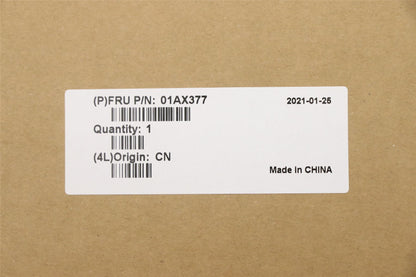 (P)FRU P/N: 01AX377 2021-01-25
Quantity: 1
(4L)Origin: CN
Made in CHINA